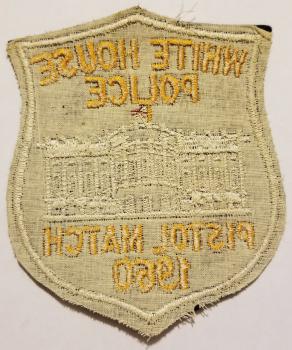 WHITE HOUSE
POLICE
PISTOL MATCH
1960